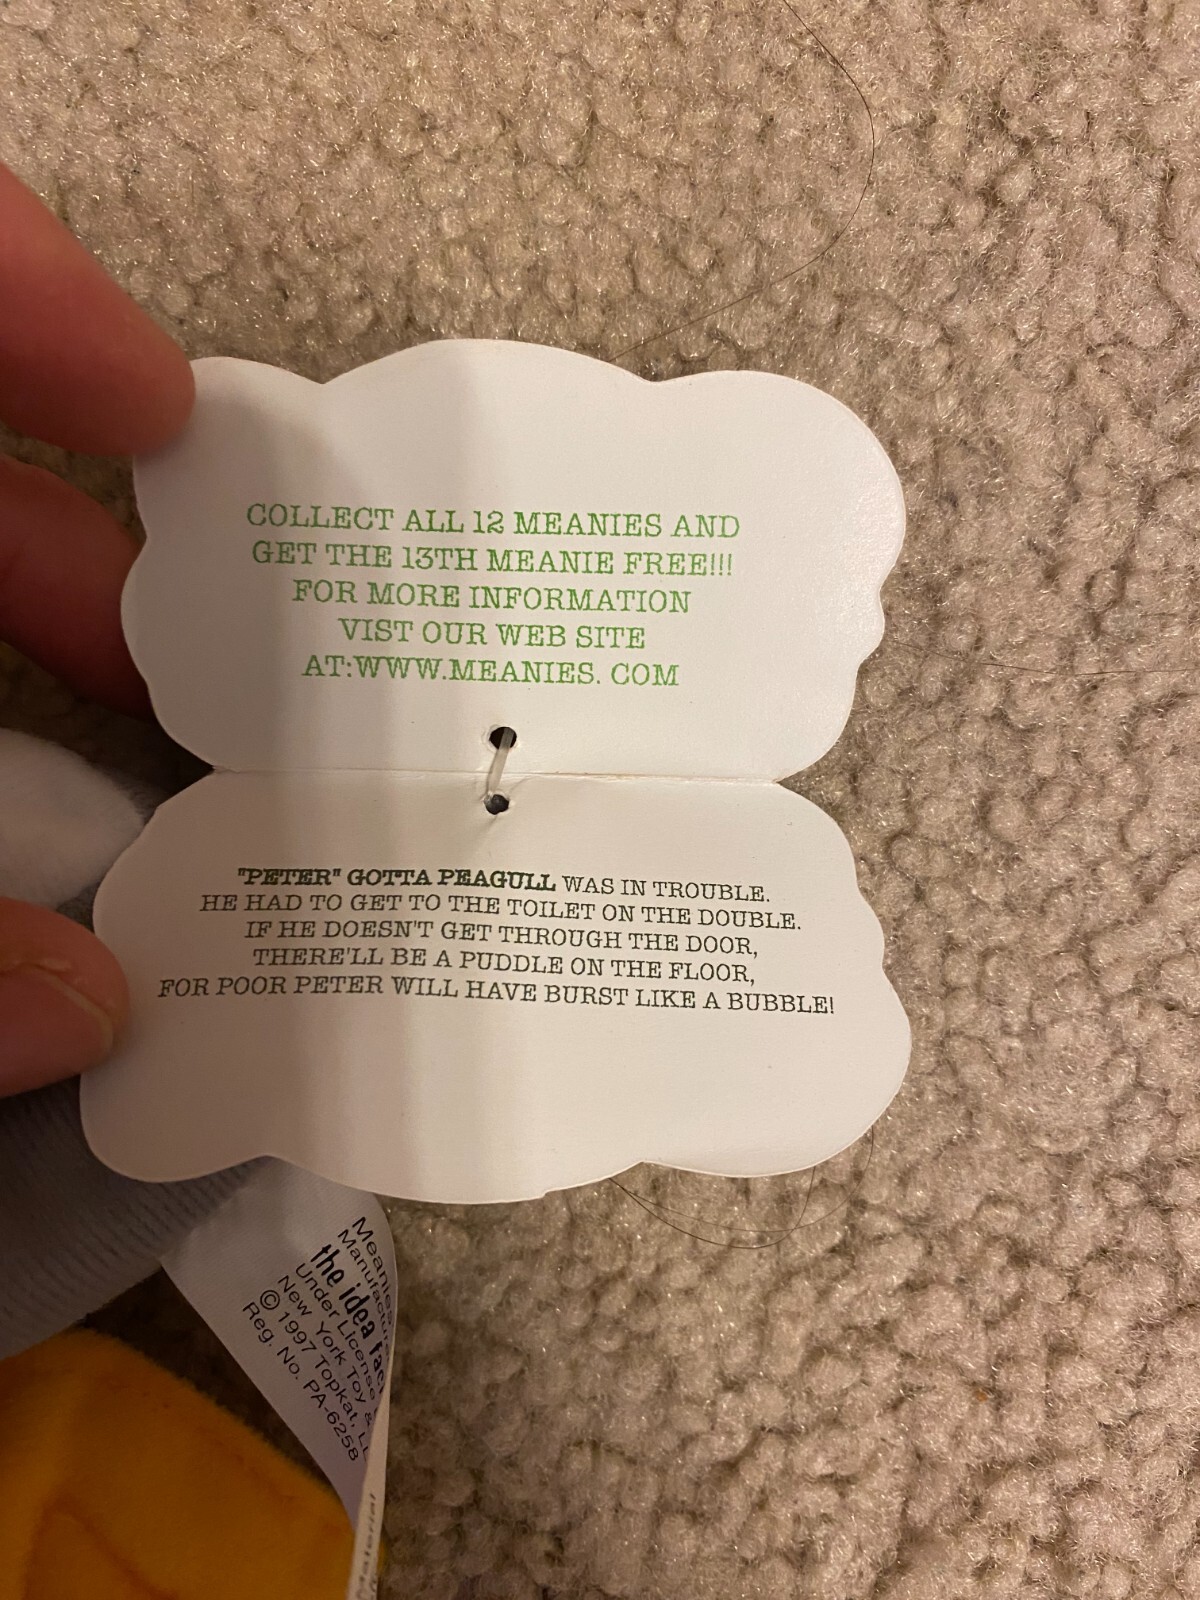 COLLECT ALL 12 MEANIES AND
GET THE 13TH MEANIE FREE!!!
FOR MORE INFORMATION
VIST OUR WEB SITE
AT:WWW.MEANIES. COM
"PETER" GOTTA PEAGULL WAS IN TROUBLE.
HE HAD TO GET TO THE TOILET ON THE DOUBLE.
IF HE DOESN'T GET THROUGH THE DOOR,
THERE'LL BE A PUDDLE ON THE FLOOR,
FOR POOR PETER WILL HAVE BURST LIKE A BUBBLE!
Meanies
the idea
Under License
New York Toy &
© 1997 Topkat,
Reg. No. PA-6258